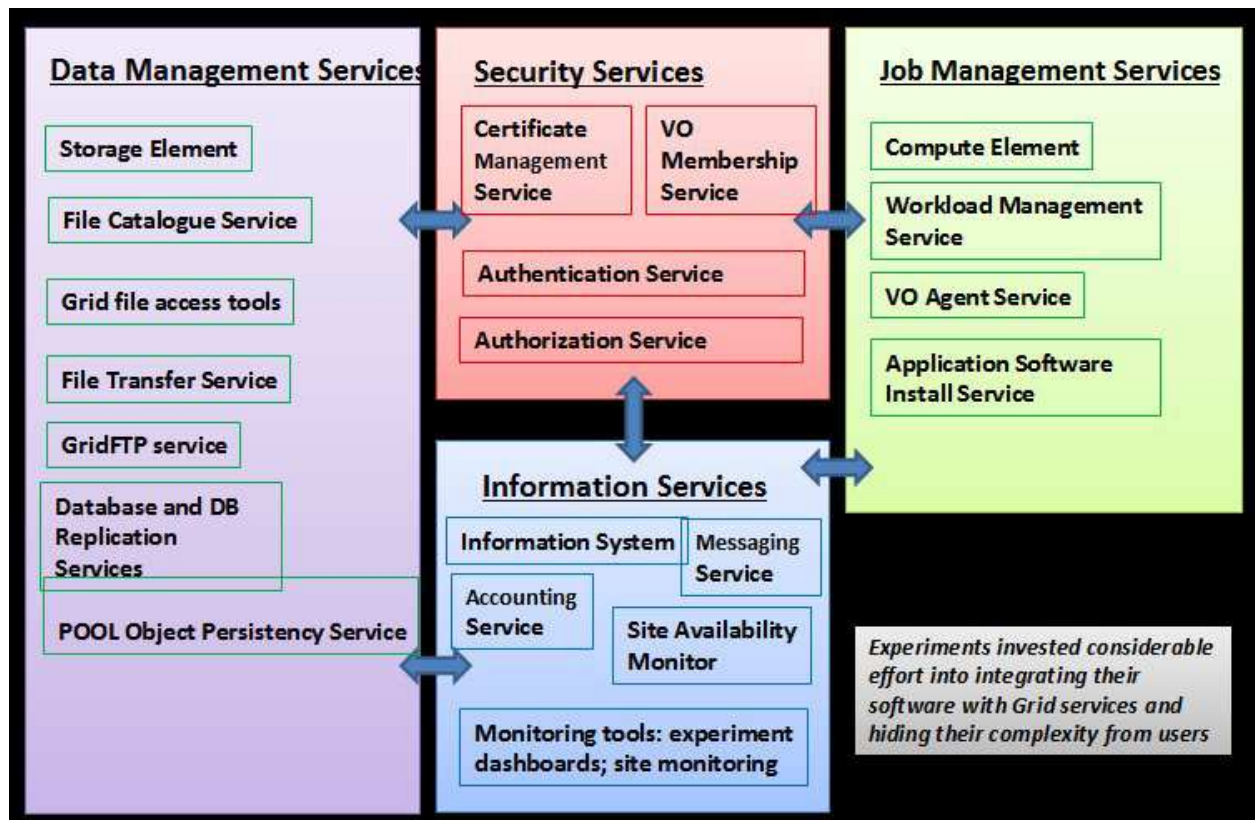 Data Management Services
Storage Element
File Catalogue Service
Grid file access tools
File Transfer Service
GridFTP service
Database and DB
Replication
Services
POOL Object Persistency Service
Security Services
Certificate
Management
Service
VO
Membership
Service
Authentication Service
Authorization Service
Information Services
Information System
Messaging
Service
Accounting
Service
Site Availability
Monitor
Monitoring tools: experiment
dashboards; site monitoring
Job Management Services
Compute Element
Workload Management
Service
VO Agent Service
Application Software
Install Service
Experiments invested considerable
effort into integrating their
software with Grid services and
hiding their complexity from users